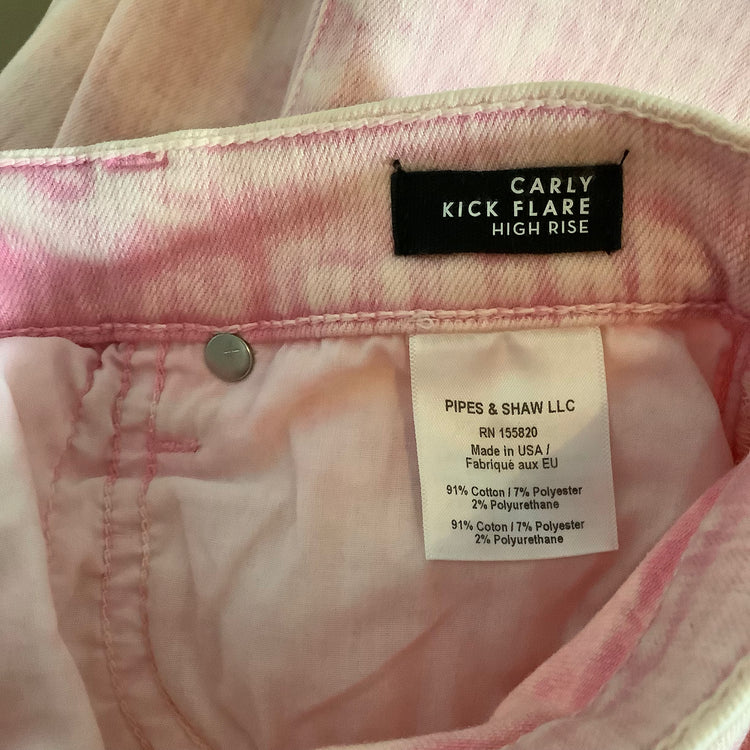 CARLY
KICK FLARE
HIGH RISE
PIPES & SHAW LLC
RN 155820
Made in USA /
Fabriqué aux EU
91% Cotton / 7% Polyester
2% Polyurethane
91% Coton / 7% Polyester
2% Polyurethane